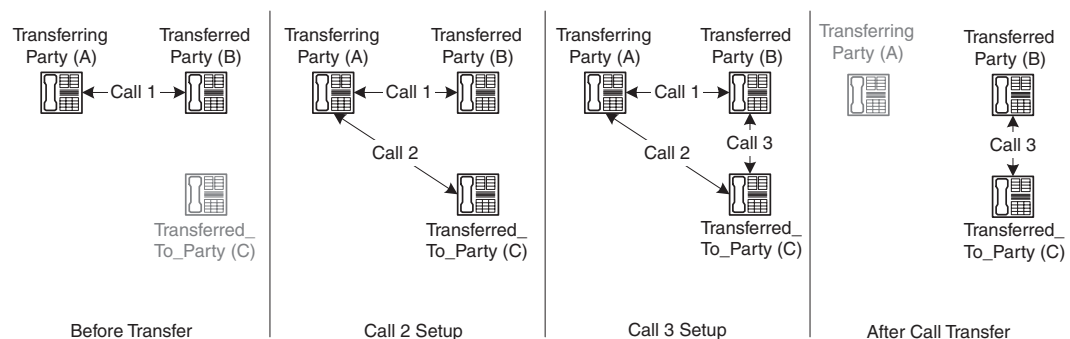 Transferring
Party (A)
Transferred
Party (B)
Call 1
Transferred_
To_Party (C)
Before Transfer
Transferring
Party (A)
Transferred
Party (B)
Call 1
Call 2
Transferred_
To_Party (C)
Call 2 Setup
Transferring
Party (A)
Transferred
Party (B)
Call 1
Call 2
Call 3
Transferred_
To_Party (C)
Call 3 Setup
Transferring
Party (A)
Transferred
Party (B)
Call 3
Transferred_
To_Party (C)
After Call Transfer